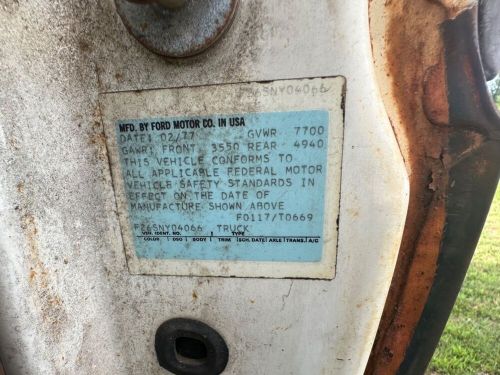 F26SNY04066
MFD. BY FORD MOTOR CO. IN USA
DATE: 02/77 GVWR 7700
GAWR: FRONT 3550 REAR 4940
THIS VEHICLE CONFORMS TO
ALL APPLICABLE FEDERAL MOTOR
VEHICLE SAFETY STANDARDS IN
EFFECT ON THE DATE OF
MANUFACTURE SHOWN ABOVE
F0117/T0669
F26SNY04066 TRUCK
VEH. IDENT. NO. TYPE
COLOR DSO BODY TRIM SCH. DATE AXLE TRANS. A/C